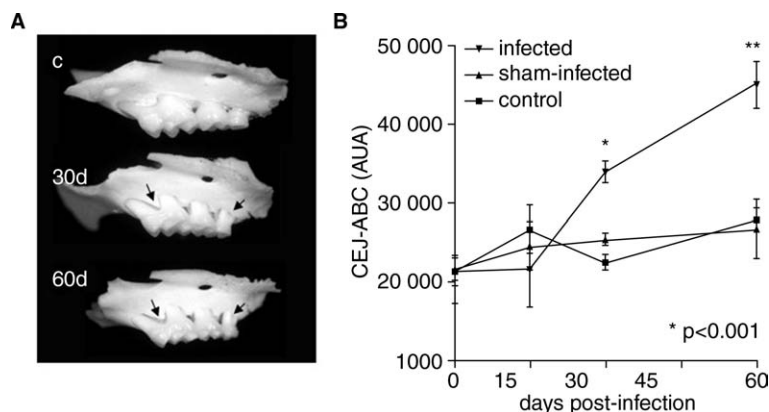 A
c
30d
60d
B
50 000
40 000
30 000
20 000
1000
CEJ-ABC (AUA)
infected
sham-infected
control
*
**
* p<0.001
0 15 30 45 60
days post-infection